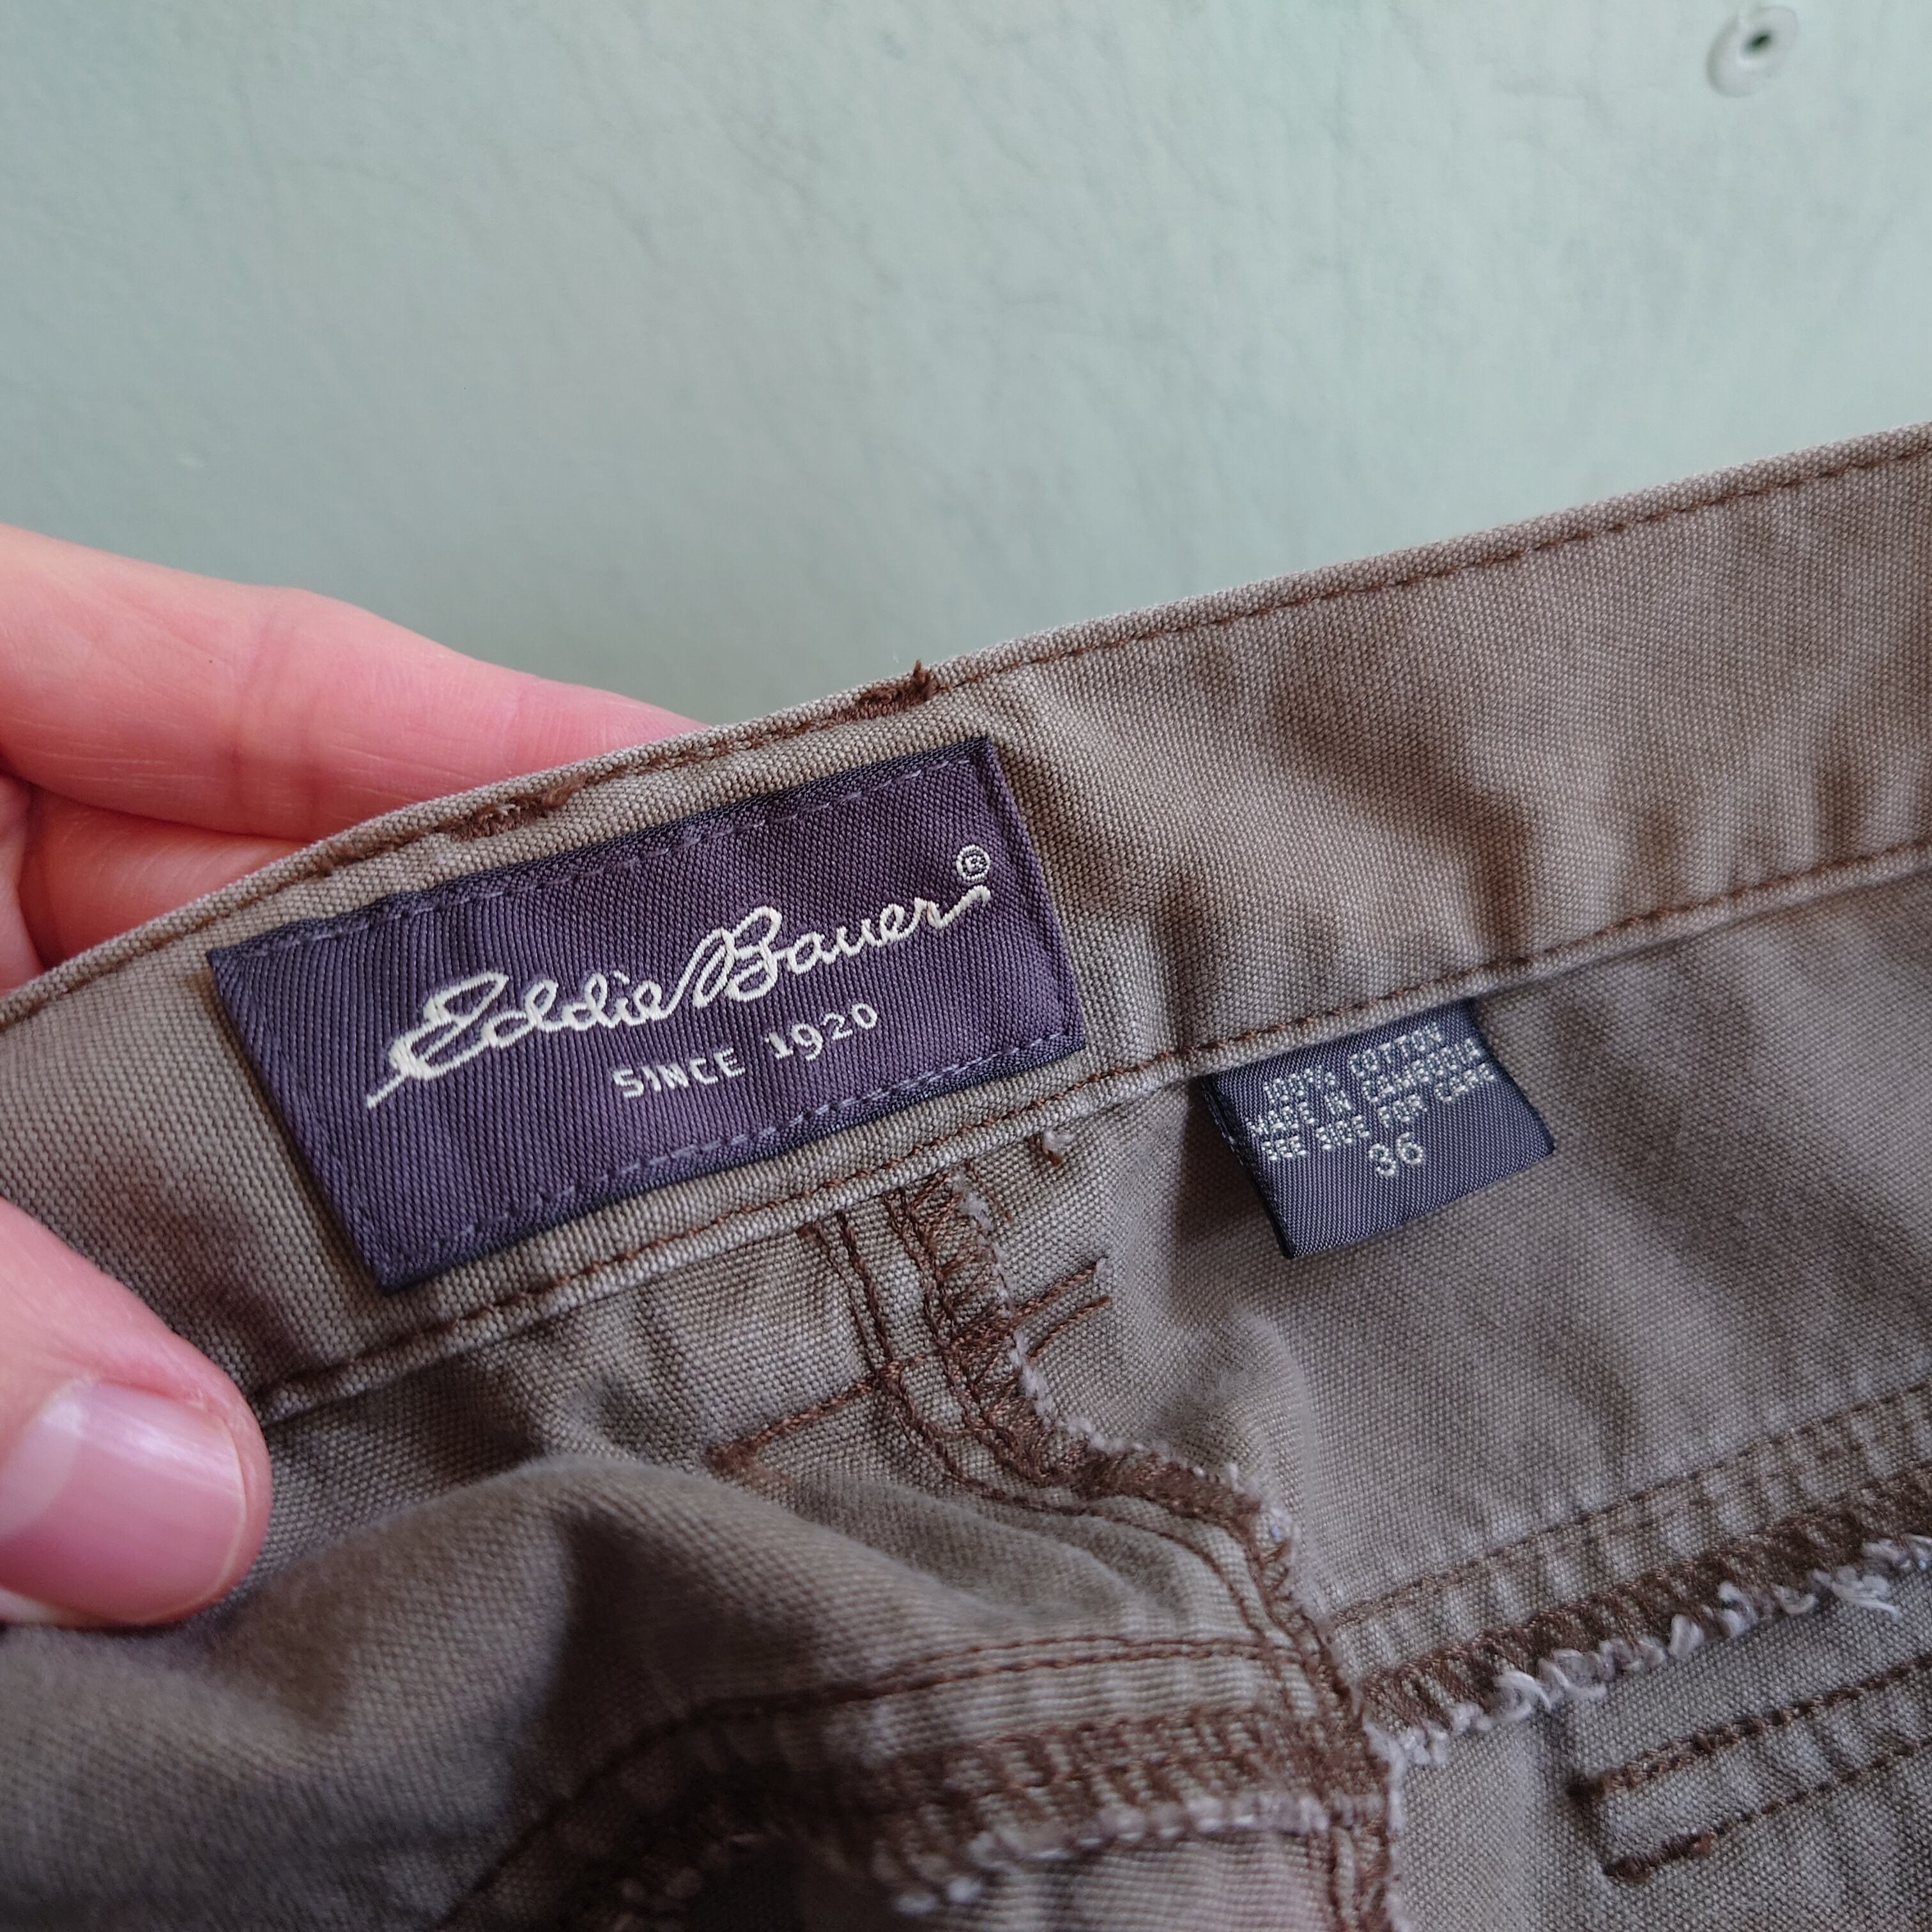 Eddie Bauer®
SINCE 1920
100% COTTON
MADE IN CAMBODIA
SEE SIDE FOR CARE
36